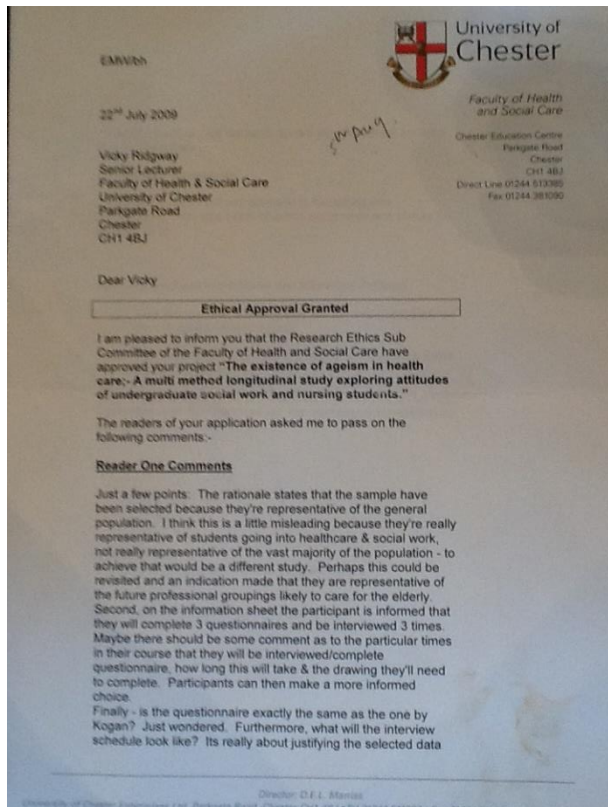 University of
Chester
EMW/bh
Faculty of Health
and Social Care
22nd July 2009
Chester Education Centre
Parkgate Road
Chester
CH1 4BJ
Direct Line 01244
Fax 01244
Vicky Ridgway
Senior Lecturer
Faculty of Health & Social Care
University of Chester
Parkgate Road
Chester
CH1 4BJ
Dear Vicky
Ethical Approval Granted
I am pleased to inform you that the Research Ethics Sub
Committee of the Faculty of Health and Social Care have
approved your project "The existence of ageism in health
care;- A multi method longitudinal study exploring attitudes
of undergraduate social work and nursing students."
The readers of your application asked me to pass on the
following comments:-
Reader One Comments
Just a few points: The rationale states that the sample have
been selected because they're representative of the general
population. I think this is a little misleading because they're really
representative of students going into healthcare & social work,
not really representative of the vast majority of the population - to
achieve that would be a different study. Perhaps this could be
revisited and an indication made that they are representative of
the future professional groupings likely to care for the elderly.
Second, on the information sheet the participant is informed that
they will complete 3 questionnaires and be interviewed 3 times.
Maybe there should be some comment as to the particular times
in their course that they will be interviewed/complete
questionnaire, how long this will take & the drawing they'll need
to complete. Participants can then make a more informed
choice.
Finally - is the questionnaire exactly the same as the one by
Kogan? Just wondered. Furthermore, what will the interview
schedule look like? Its really about justifying the selected data
Director: D.F.L.